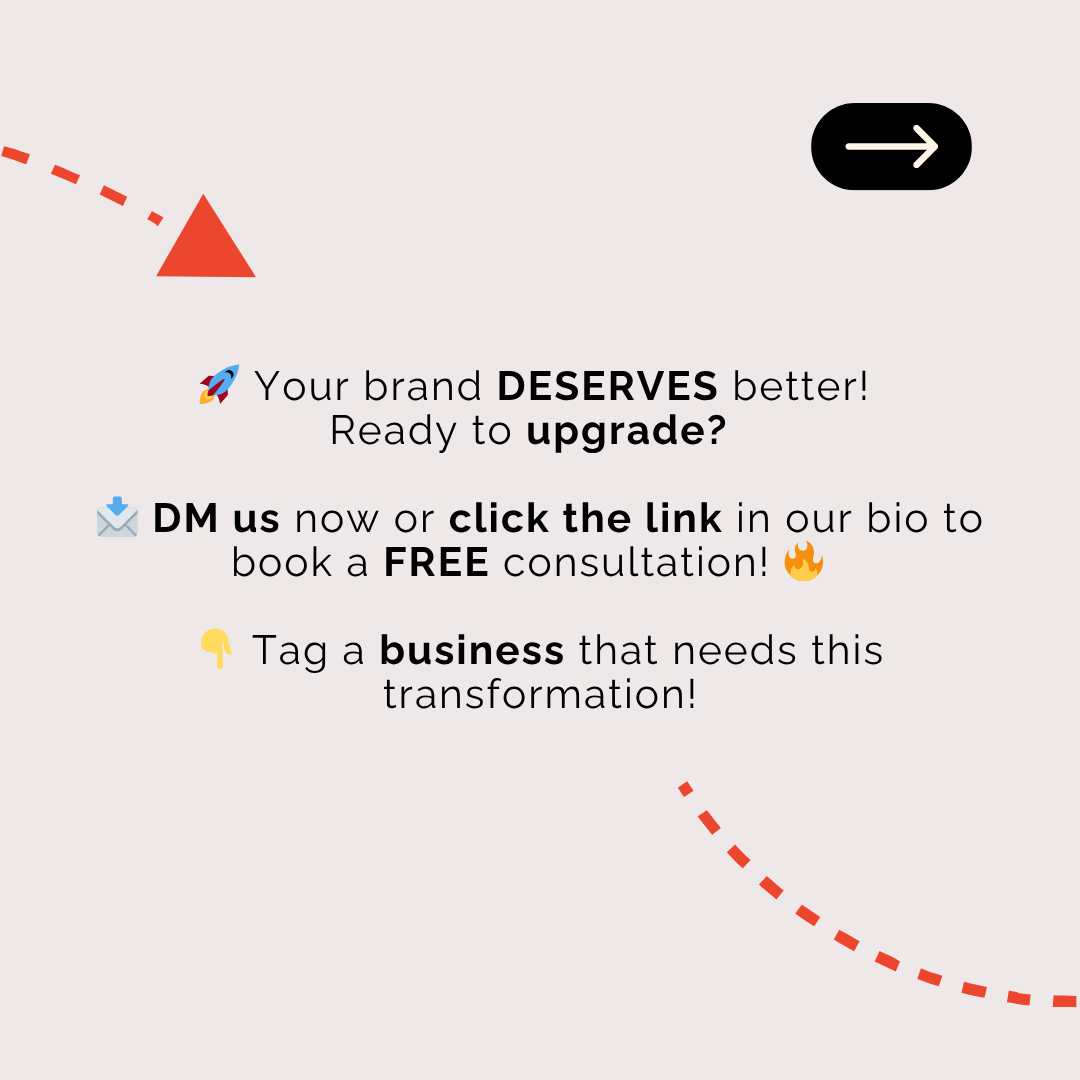 🚀 Your brand DESERVES better!
Ready to upgrade?
📩 DM us now or click the link in our bio to
book a FREE consultation! 🔥
👇 Tag a business that needs this
transformation!